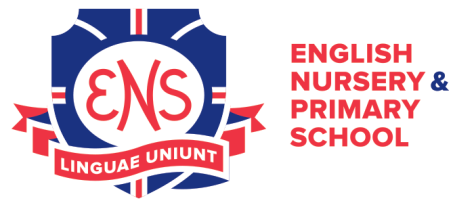 ENS
LINGUAE UNIUNT
ENGLISH
NURSERY &
PRIMARY
SCHOOL